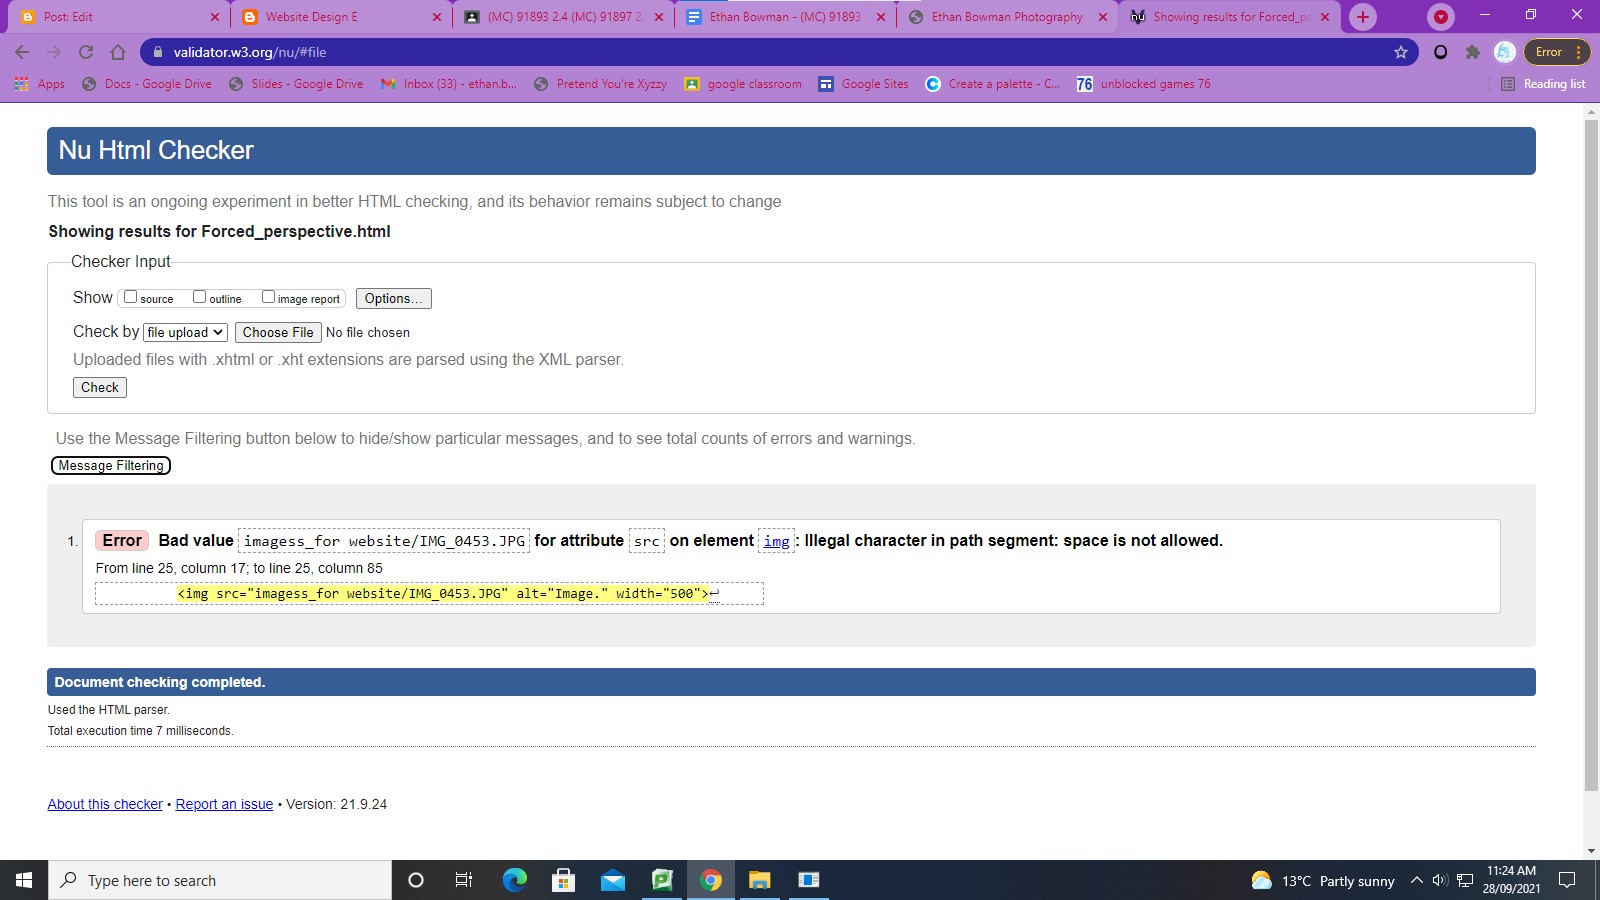 Post: Edit
Website Design E
(MC) 91893 2.4 (MC) 91897 2.
Ethan Bowman - (MC) 91893
Ethan Bowman Photography
Showing results for Forced_pe
validator.w3.org/nu/#file
Error
Apps
Docs - Google Drive
Slides - Google Drive
Inbox (33) - ethan.b...
Pretend You're Xyzzy
google classroom
Google Sites
Create a palette - C...
76 unblocked games 76
Reading list
Nu Html Checker
This tool is an ongoing experiment in better HTML checking, and its behavior remains subject to change
Showing results for Forced_perspective.html
Checker Input
Show source outline image report Options...
Check by file upload Choose File No file chosen
Uploaded files with .xhtml or .xht extensions are parsed using the XML parser.
Check
Use the Message Filtering button below to hide/show particular messages, and to see total counts of errors and warnings.
Message Filtering
1. Error Bad value imagess_for website/IMG_0453.JPG for attribute src on element img: Illegal character in path segment: space is not allowed.
From line 25, column 17; to line 25, column 85
<img src="imagess_for website/IMG_0453.JPG" alt="Image." width="500">↩
Document checking completed.
Used the HTML parser.
Total execution time 7 milliseconds.
About this checker • Report an issue • Version: 21.9.24
Type here to search
13°C Partly sunny
11:24 AM
28/09/2021